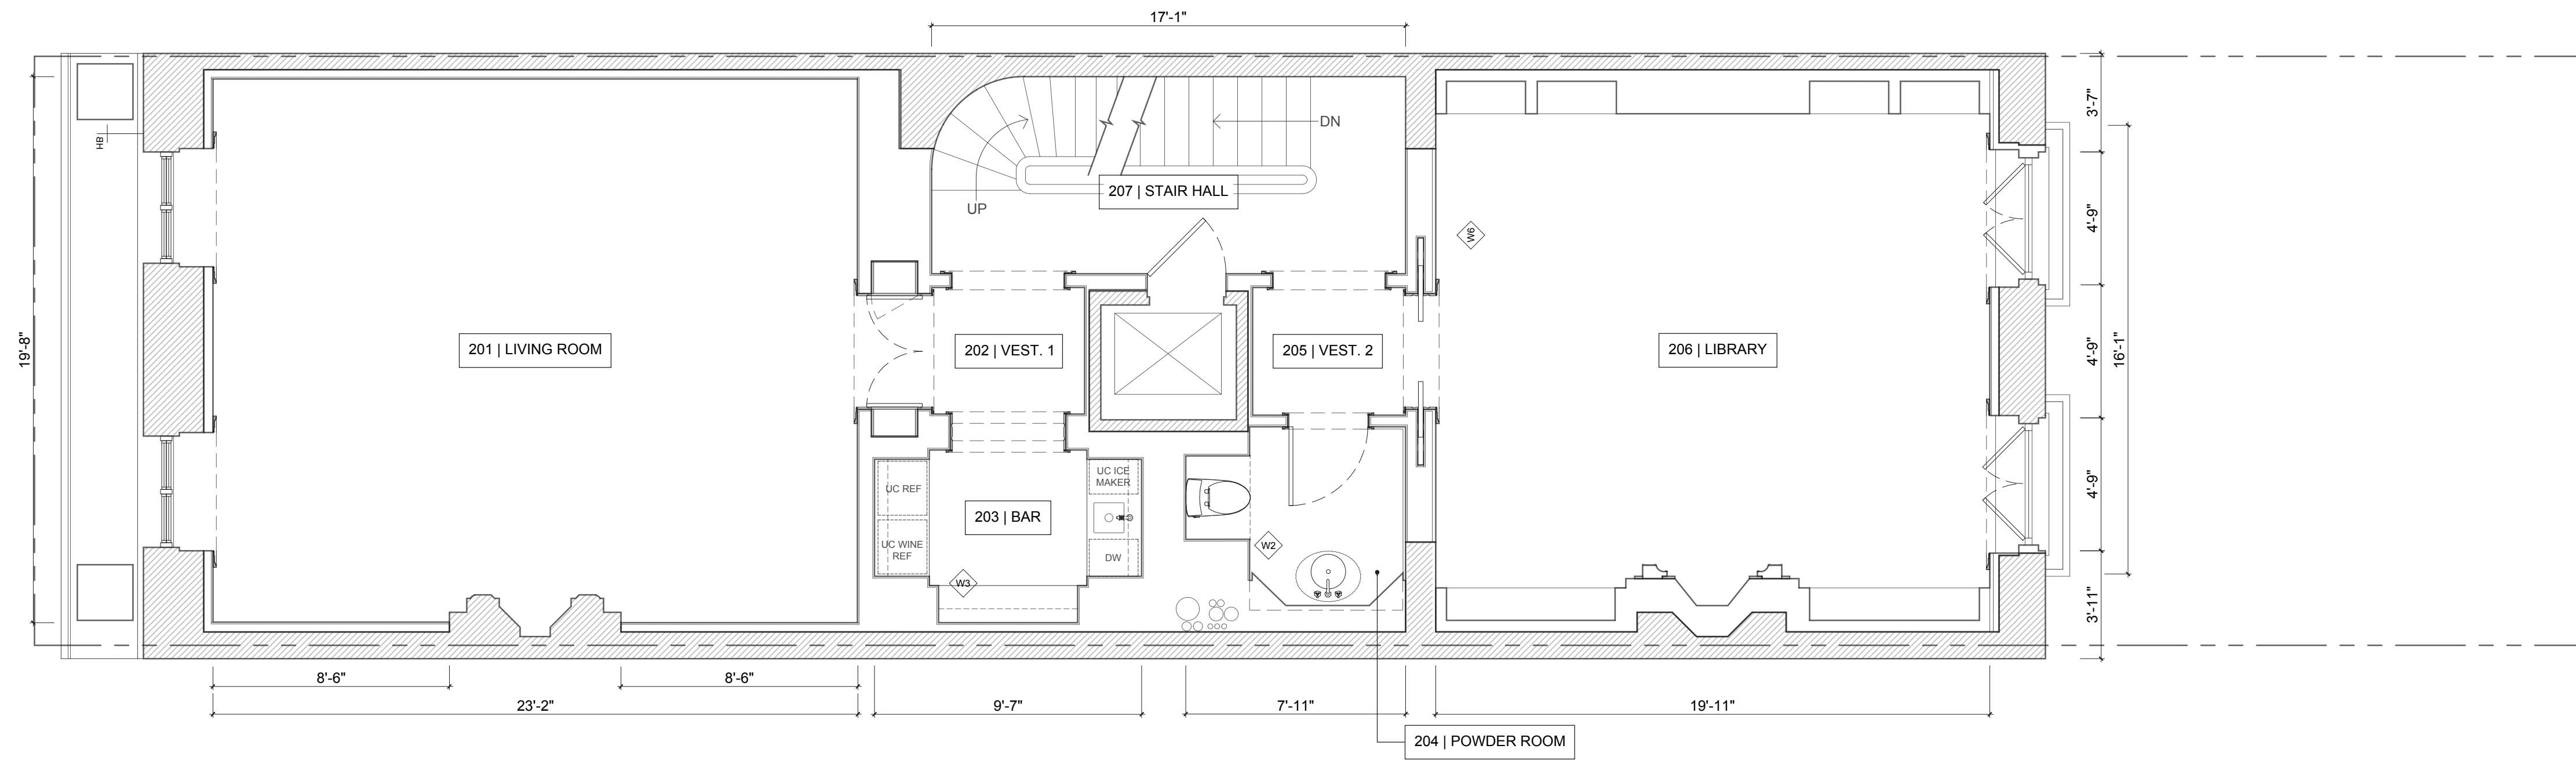 17'-1"
HB
DN
207 | STAIR HALL
UP
3'-7"
W6
4'-9"
19'-8"
201 | LIVING ROOM
202 | VEST. 1
205 | VEST. 2
206 | LIBRARY
4'-9"
16'-1"
UC REF
UC ICE
MAKER
203 | BAR
4'-9"
UC WINE
REF
DW
W2
W3
3'-11"
8'-6"
8'-6"
23'-2"
9'-7"
7'-11"
19'-11"
204 | POWDER ROOM